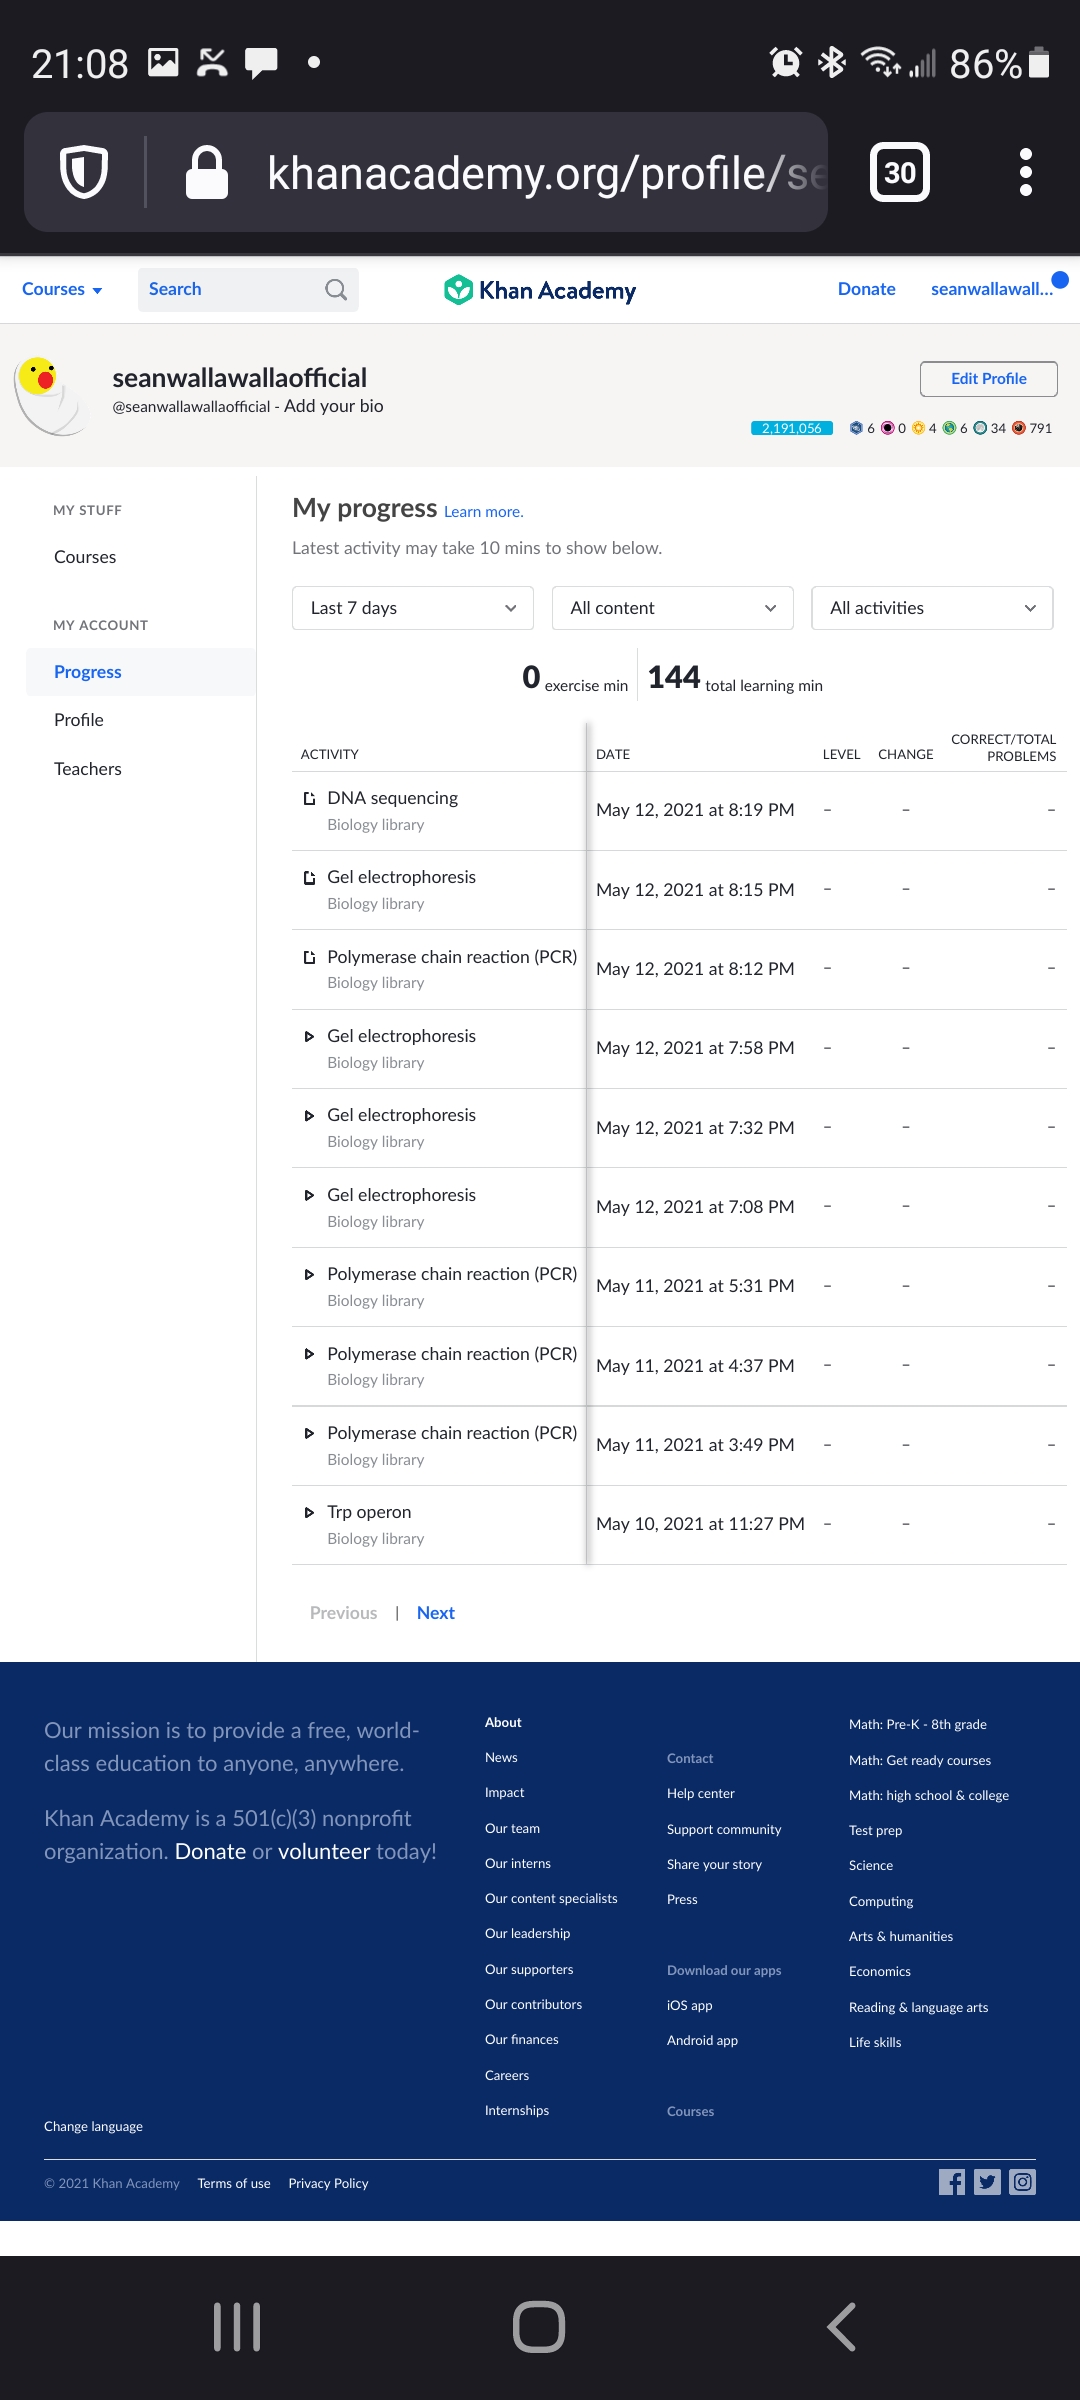 21:08
86%
khanacademy.org/profile/se
30
Courses
Search
Khan Academy
Donate
seanwallawall...
seanwallawallaofficial
@seanwallawallaofficial - Add your bio
Edit Profile
2,191,056
6 0 4 6 34 791
MY STUFF
Courses
MY ACCOUNT
Progress
Profile
Teachers
My progress Learn more.
Latest activity may take 10 mins to show below.
Last 7 days
All content
All activities
0 exercise min
144 total learning min
ACTIVITY DATE LEVEL CHANGE CORRECT/TOTAL
PROBLEMS
DNA sequencing
Biology library
May 12, 2021 at 8:19 PM – – –
Gel electrophoresis
Biology library
May 12, 2021 at 8:15 PM – – –
Polymerase chain reaction (PCR)
Biology library
May 12, 2021 at 8:12 PM – – –
Gel electrophoresis
Biology library
May 12, 2021 at 7:58 PM – – –
Gel electrophoresis
Biology library
May 12, 2021 at 7:32 PM – – –
Gel electrophoresis
Biology library
May 12, 2021 at 7:08 PM – – –
Polymerase chain reaction (PCR)
Biology library
May 11, 2021 at 5:31 PM – – –
Polymerase chain reaction (PCR)
Biology library
May 11, 2021 at 4:37 PM – – –
Polymerase chain reaction (PCR)
Biology library
May 11, 2021 at 3:49 PM – – –
Trp operon
Biology library
May 10, 2021 at 11:27 PM – – –
Previous | Next
Our mission is to provide a free, world-
class education to anyone, anywhere.
Khan Academy is a 501(c)(3) nonprofit
organization. Donate or volunteer today!
Change language
About
News
Impact
Our team
Our interns
Our content specialists
Our leadership
Our supporters
Our contributors
Our finances
Careers
Internships
Contact
Help center
Support community
Share your story
Press
Download our apps
iOS app
Android app
Courses
Math: Pre-K - 8th grade
Math: Get ready courses
Math: high school & college
Test prep
Science
Computing
Arts & humanities
Economics
Reading & language arts
Life skills
© 2021 Khan Academy Terms of use Privacy Policy